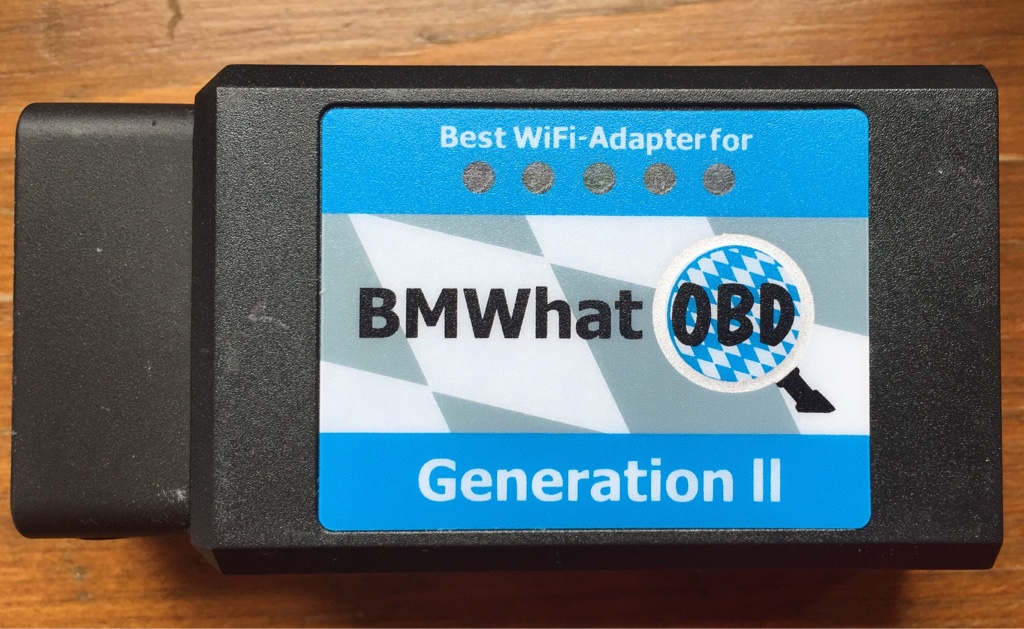 Best WiFi-Adapter for
BMWhat OBD
Generation II